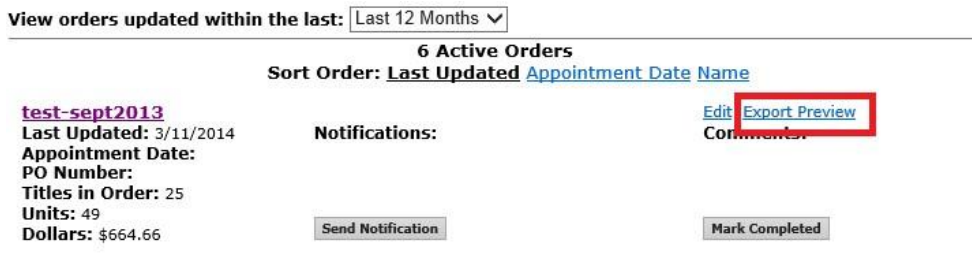 View orders updated within the last: Last 12 Months
6 Active Orders
Sort Order: Last Updated Appointment Date Name
test-sept2013
Edit Export Preview
Last Updated: 3/11/2014
Notifications:
Comments:
Appointment Date:
PO Number:
Titles in Order: 25
Units: 49
Dollars: $664.66
Send Notification
Mark Completed